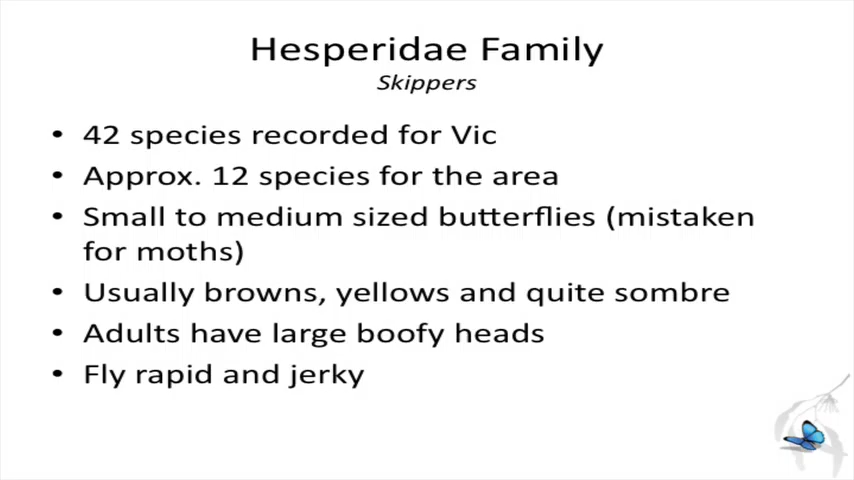 Hesperidae Family
Skippers
• 42 species recorded for Vic
• Approx. 12 species for the area
• Small to medium sized butterflies (mistaken
for moths)
• Usually browns, yellows and quite sombre
• Adults have large boofy heads
• Fly rapid and jerky